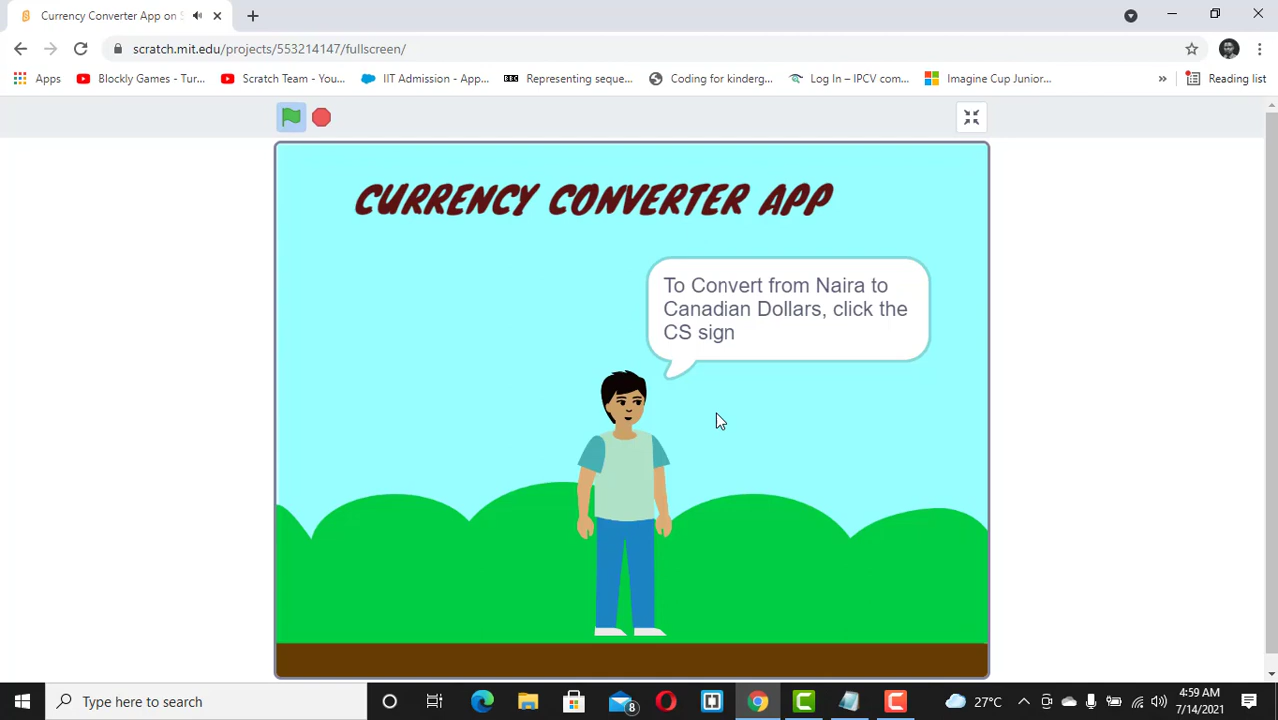 Currency Converter App on S
scratch.mit.edu/projects/553214147/fullscreen/
Apps
Blockly Games - Tur...
Scratch Team - You...
IIT Admission - App...
Representing seque...
Coding for kinderg...
Log In – IPCV com...
Imagine Cup Junior...
»
Reading list
CURRENCY CONVERTER APP
To Convert from Naira to
Canadian Dollars, click the
CS sign
Type here to search
8
27°C
4:59 AM
7/14/2021